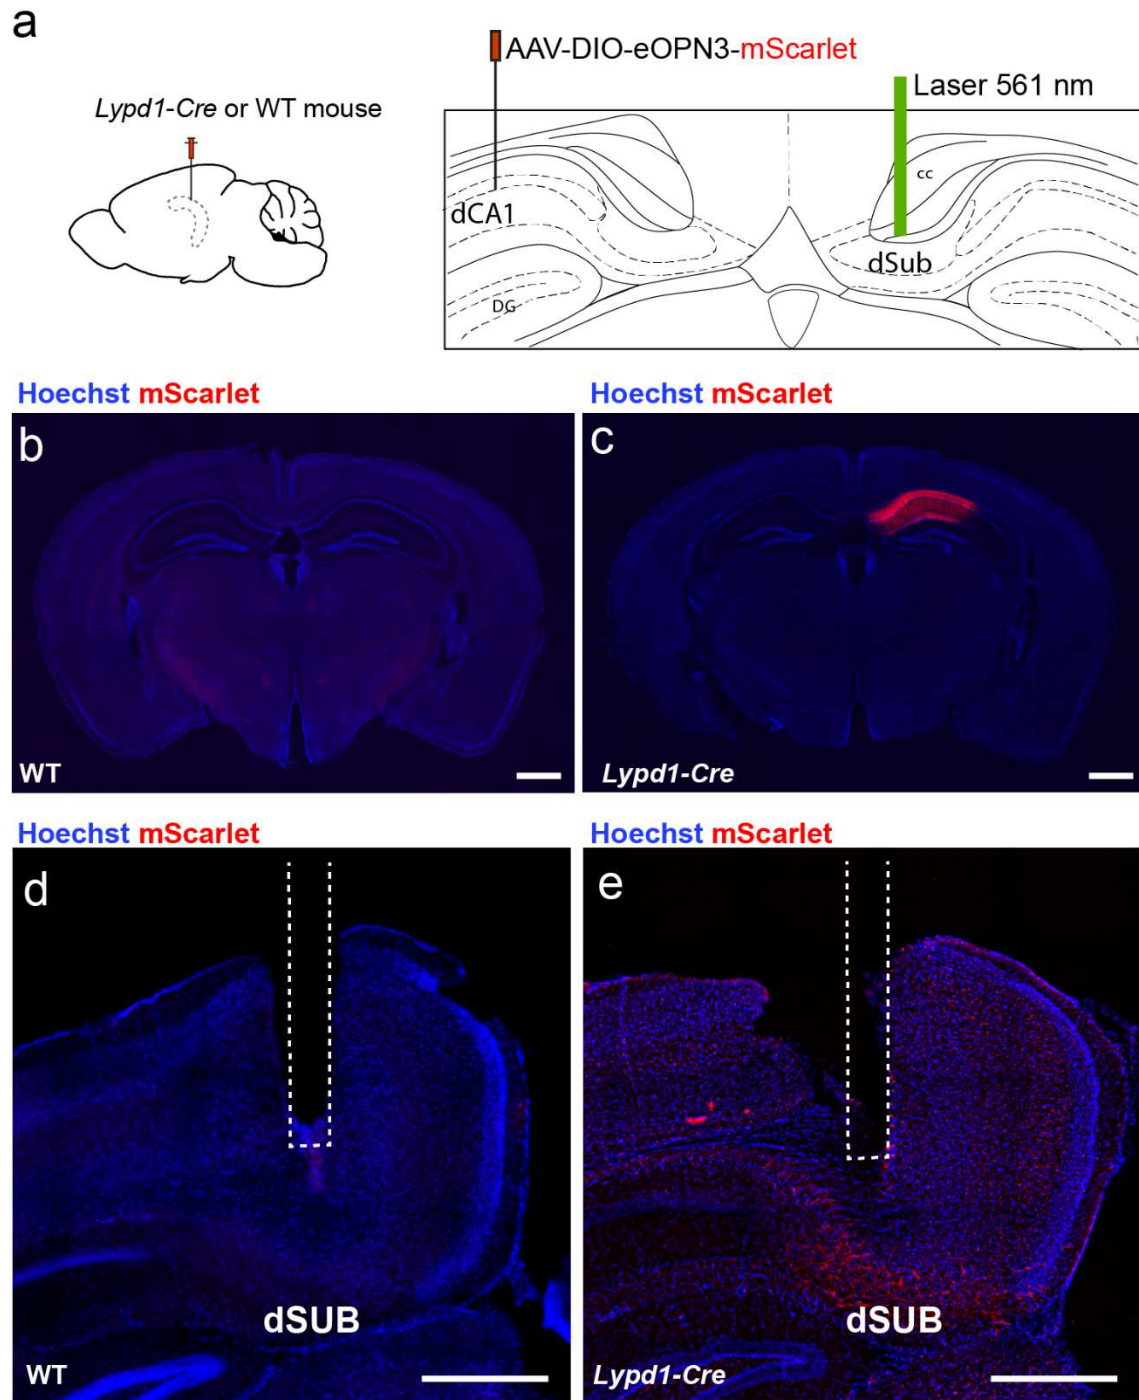 a
AAV-DIO-eOPN3-mScarlet
Lypd1-Cre or WT mouse
Laser 561 nm
cc
dCA1
dSub
DG
Hoechst mScarlet
Hoechst mScarlet
b
c
WT
Lypd1-Cre
Hoechst mScarlet
Hoechst mScarlet
d
e
dSUB
dSUB
WT
Lypd1-Cre